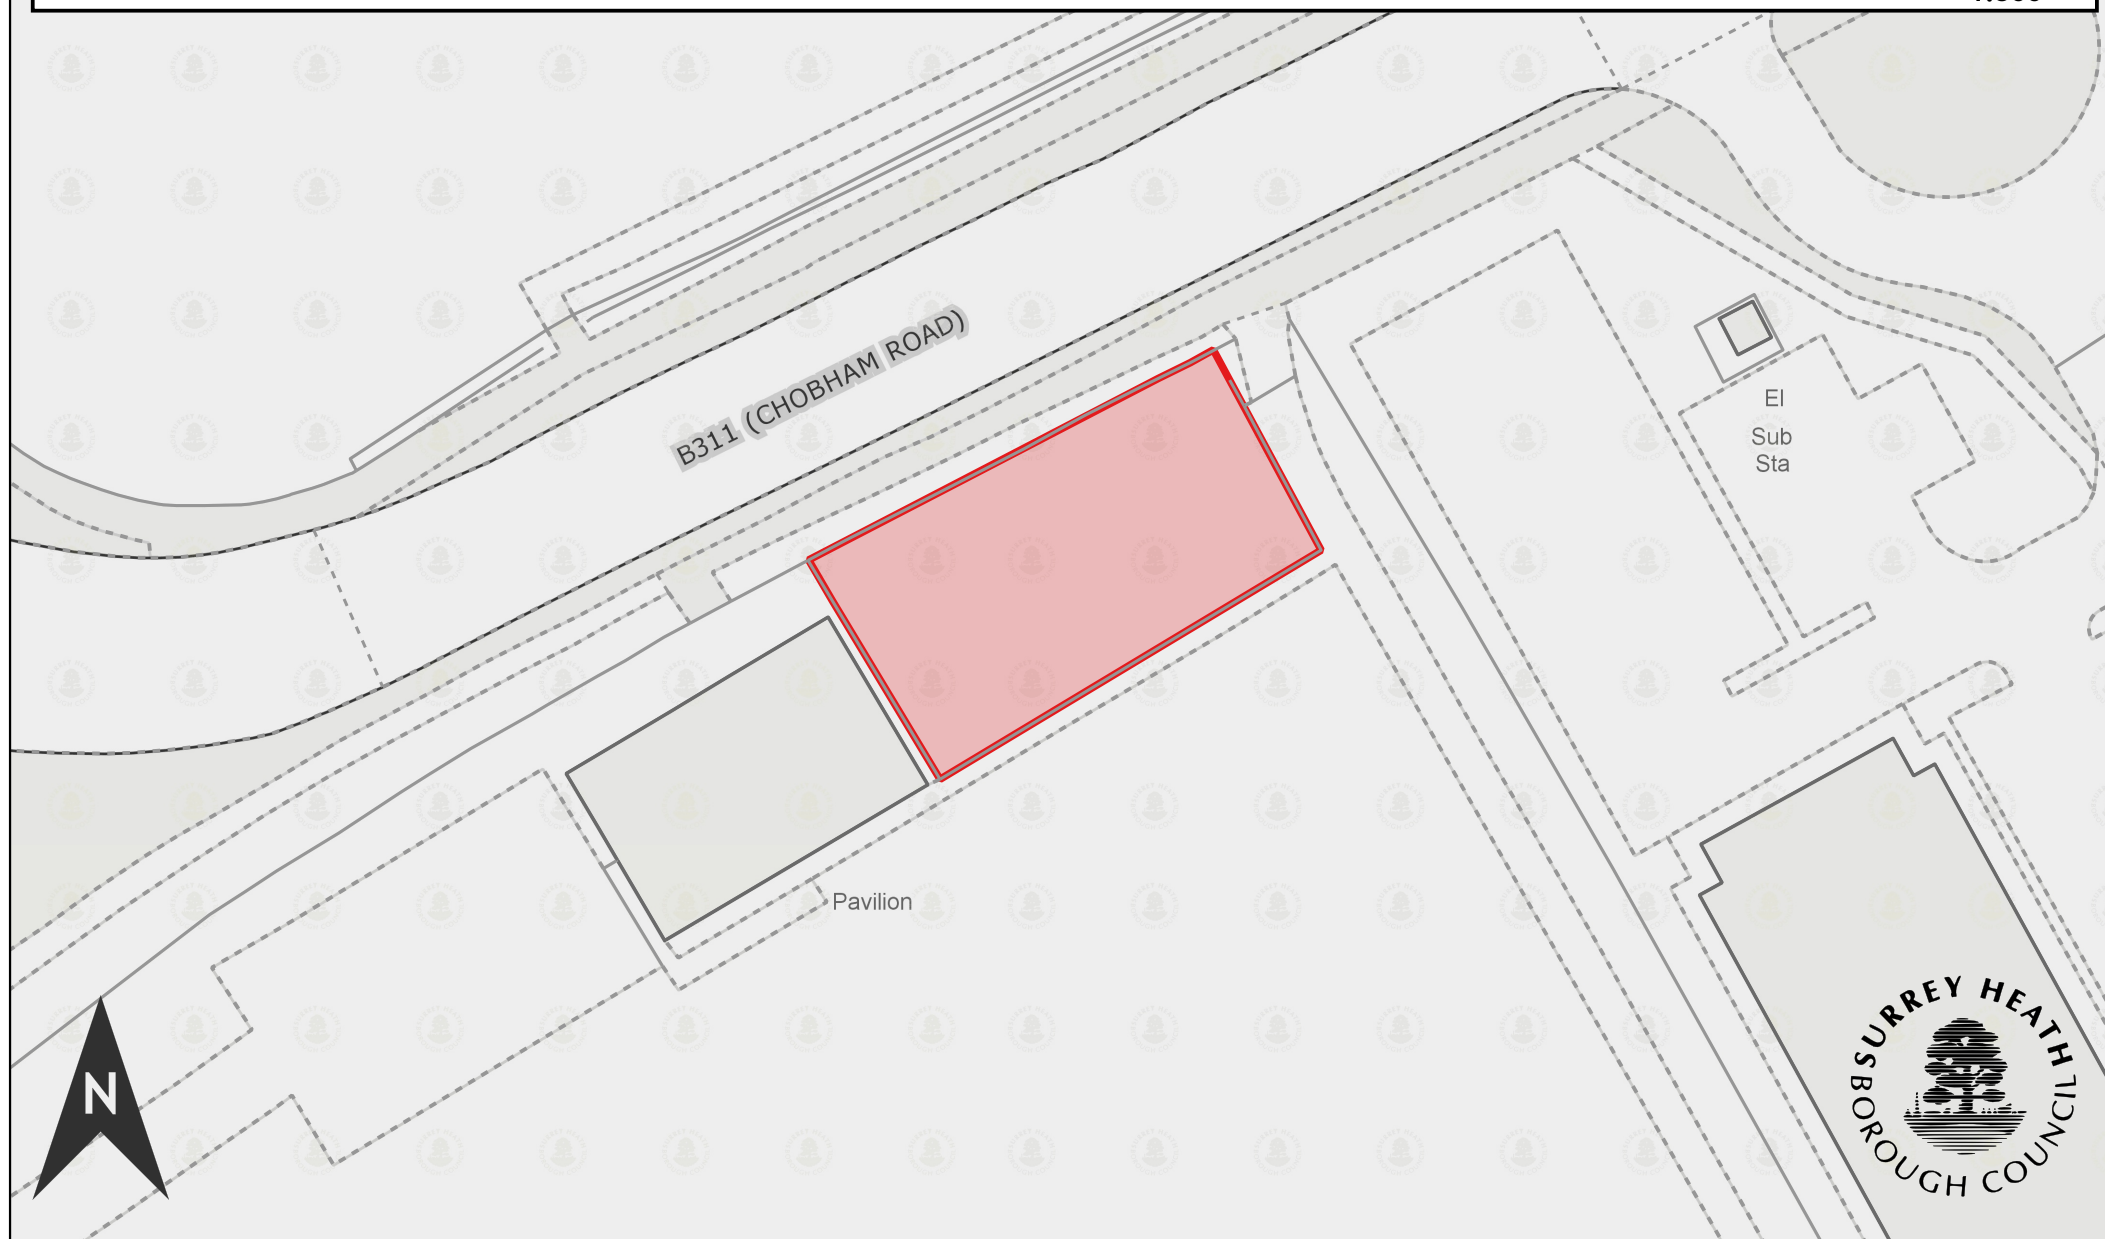 B311 (CHOBHAM ROAD)
El
Sub
Sta
Pavilion
N
SURREY HEATH
BOROUGH COUNCIL